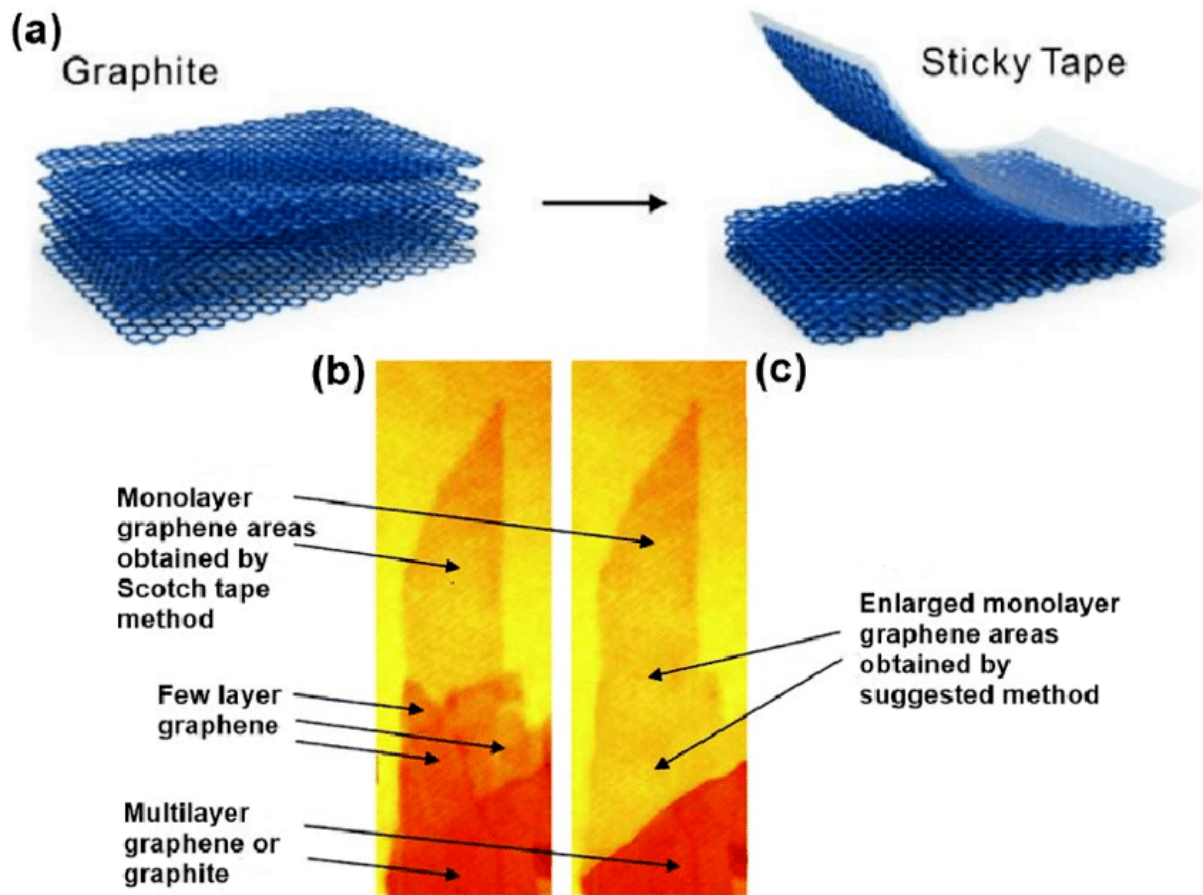 (a)
Graphite
Sticky Tape
(b)
(c)
Monolayer
graphene areas
obtained by
Scotch tape
method
Few layer
graphene
Multilayer
graphene or
graphite
Enlarged monolayer
graphene areas
obtained by
suggested method